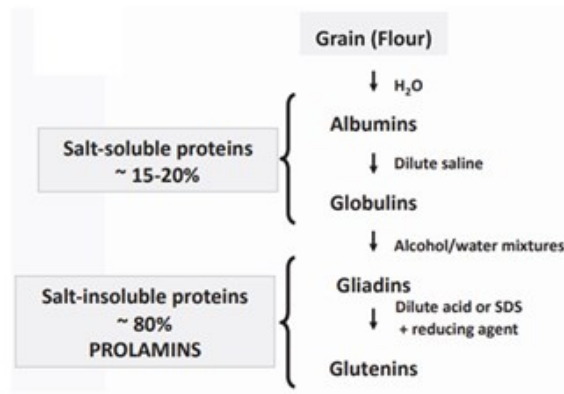 Grain (Flour)
H₂O
Albumins
Salt-soluble proteins
~ 15-20%
Dilute saline
Globulins
Alcohol/water mixtures
Salt-insoluble proteins
~ 80%
PROLAMINS
Gliadins
Dilute acid or SDS
+ reducing agent
Glutenins